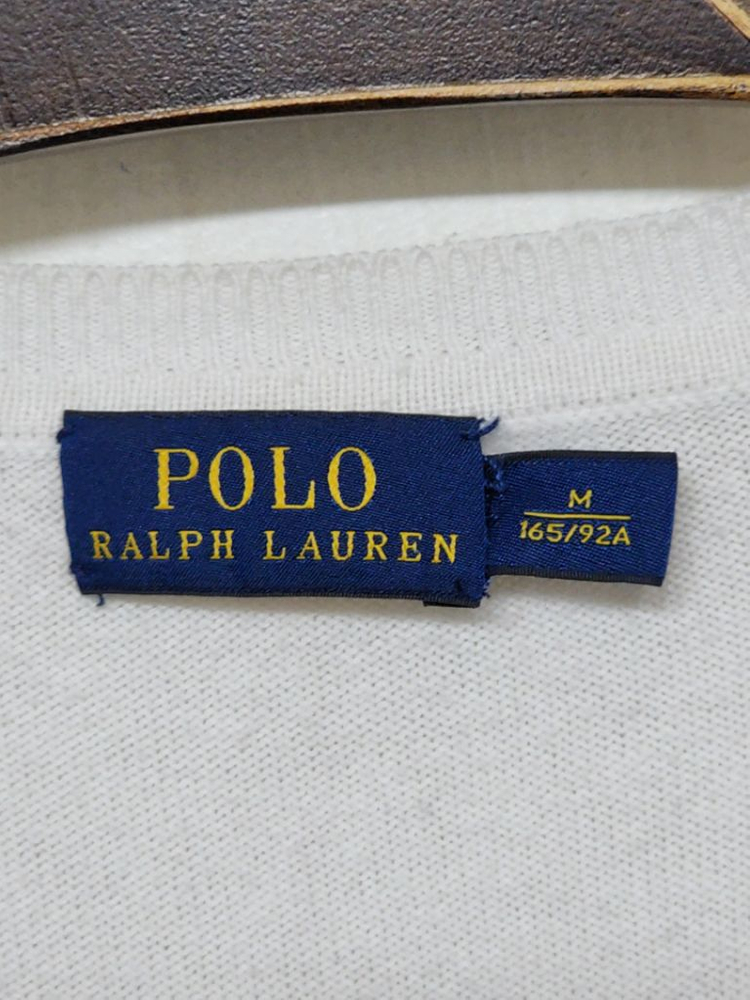 POLO
RALPH LAUREN
M
165/92A